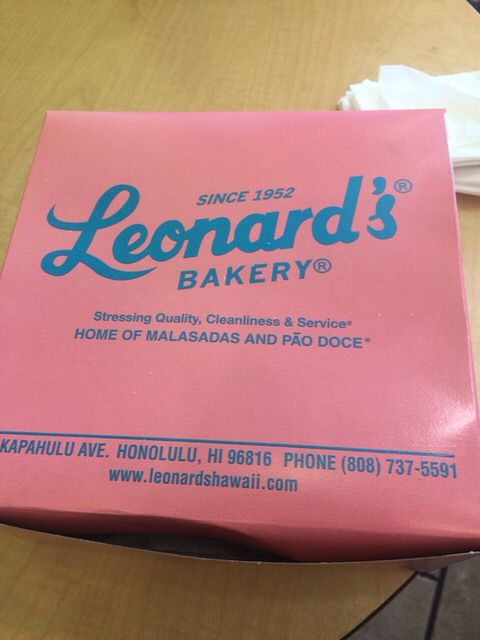 SINCE 1952
Leonard's®
BAKERY®
Stressing Quality, Cleanliness & Service®
HOME OF MALASADAS AND PÃO DOCE®
KAPAHULU AVE. HONOLULU, HI 96816 PHONE (808) 737-5591
www.leonardshawaii.com